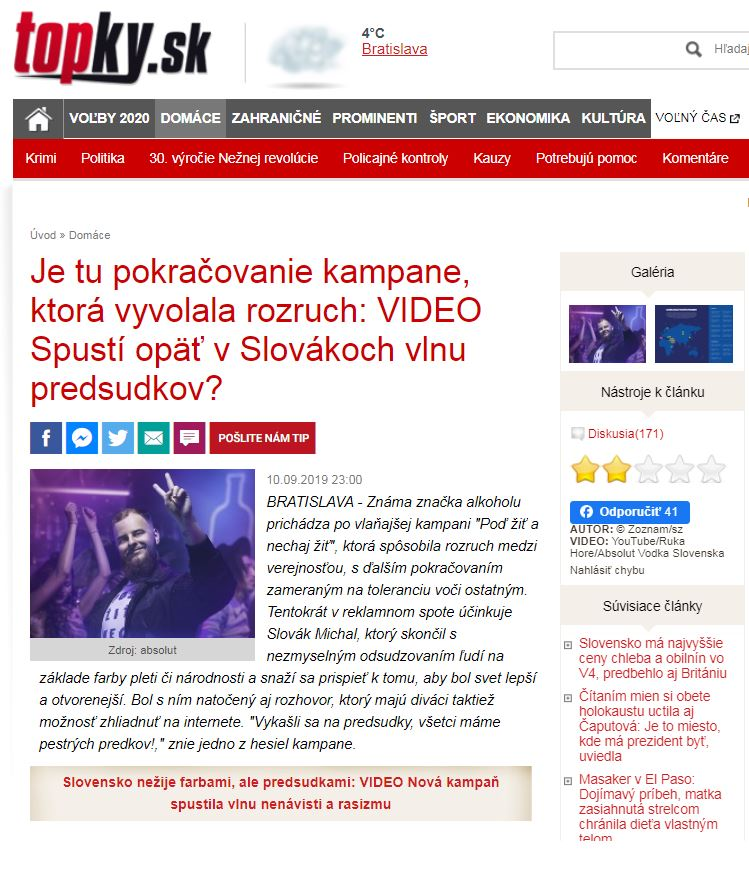 topky.sk
4°C
Bratislava
Hľadaj
VOĽBY 2020 DOMÁCE ZAHRANIČNÉ PROMINENTI ŠPORT EKONOMIKA KULTÚRA VOĽNÝ ČAS
Krimi Politika 30. výročie Nežnej revolúcie Policajné kontroly Kauzy Potrebujú pomoc Komentáre
Úvod » Domáce
Je tu pokračovanie kampane,
ktorá vyvolala rozruch: VIDEO
Spustí opäť v Slovákoch vlnu
predsudkov?
POŠLITE NÁM TIP
Zdroj: absolut
10.09.2019 23:00
BRATISLAVA - Známa značka alkoholu
prichádza po vlaňajšej kampani "Poď žiť a
nechaj žiť", ktorá spôsobila rozruch medzi
verejnosťou, s ďalším pokračovaním
zameraným na toleranciu voči ostatným.
Tentokrát v reklamnom spote účinkuje
Slovák Michal, ktorý skončil s
nezmyselným odsudzovaním ľudí na
základe farby pleti či národnosti a snaží sa prispieť k tomu, aby bol svet lepší
a otvorenejší. Bol s ním natočený aj rozhovor, ktorý majú diváci taktiež
možnosť zhliadnuť na internete. "Vykašli sa na predsudky, všetci máme
pestrých predkov!," znie jedno z hesiel kampane.
Slovensko nežije farbami, ale predsudkami: VIDEO Nová kampaň
spustila vlnu nenávisti a rasizmu
Galéria
Nástroje k článku
Diskusia(171)
Odporučiť 41
AUTOR: © Zoznam/sz
VIDEO: YouTube/Ruka
Hore/Absolut Vodka Slovenska
Nahlásiť chybu
Súvisiace články
Slovensko má najvyššie
ceny chleba a obilnín vo
V4, predbehlo aj Britániu
Čítaním mien si obete
holokaustu uctila aj
Čaputová: Je to miesto,
kde má prezident byť,
uviedla
Masaker v El Paso:
Dojímavý príbeh, matka
zasiahnutá strelcom
chránila dieťa vlastným
telom